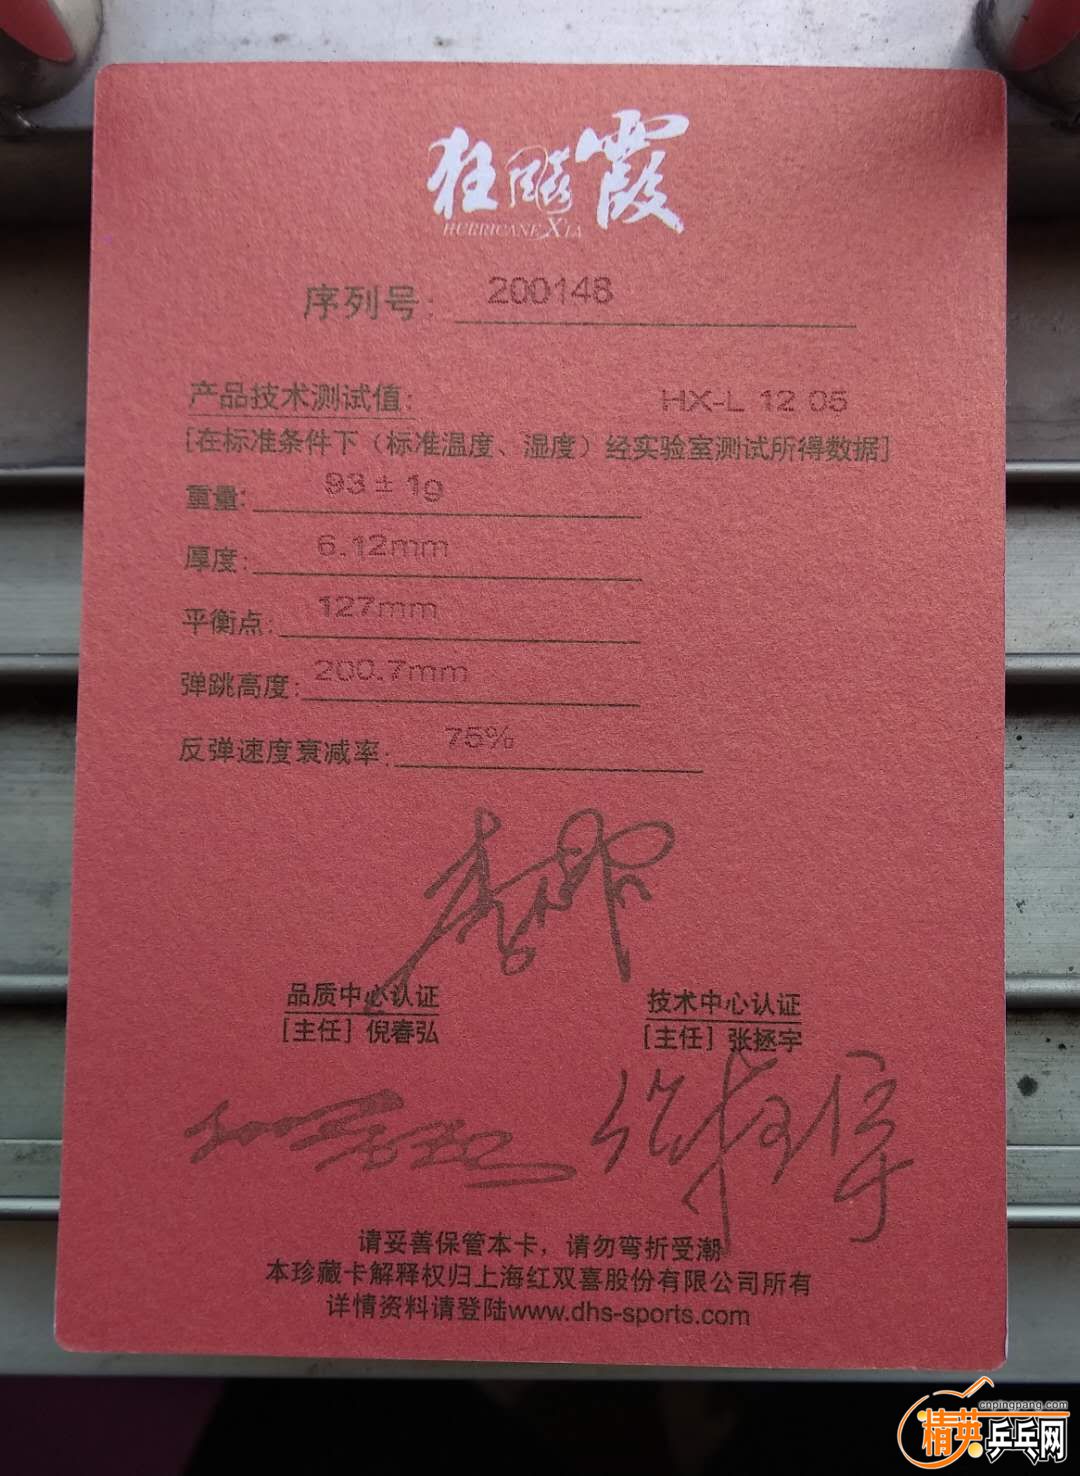 狂飚霞
HURRICANE XIA
序列号: 200148
产品技术测试值: HX-L 12 05
[在标准条件下（标准温度、湿度）经实验室测试所得数据]
重量: 93±1g
厚度: 6.12mm
平衡点: 127mm
弹跳高度: 200.7mm
反弹速度衰减率: 75%
品质中心认证 技术中心认证
[主任] 倪春弘 [主任] 张拯宇
请妥善保管本卡，请勿弯折受潮
本珍藏卡解释权归上海红双喜股份有限公司所有
详情资料请登陆www.dhs-sports.com
cnpingpang.com
精英乒乓网